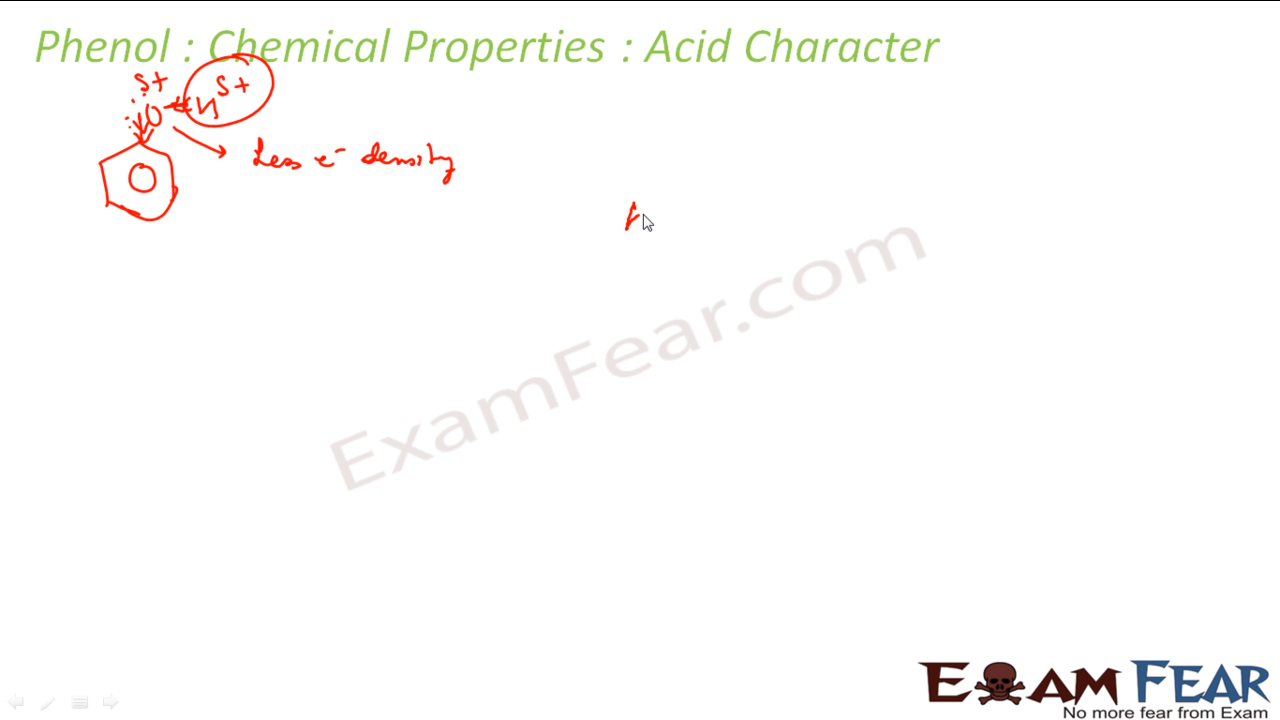 Phenol : Chemical Properties : Acid Character
δ+
δ+
O H
Less e⁻ density
ExamFear.com
EXAM FEAR
No more fear from Exam